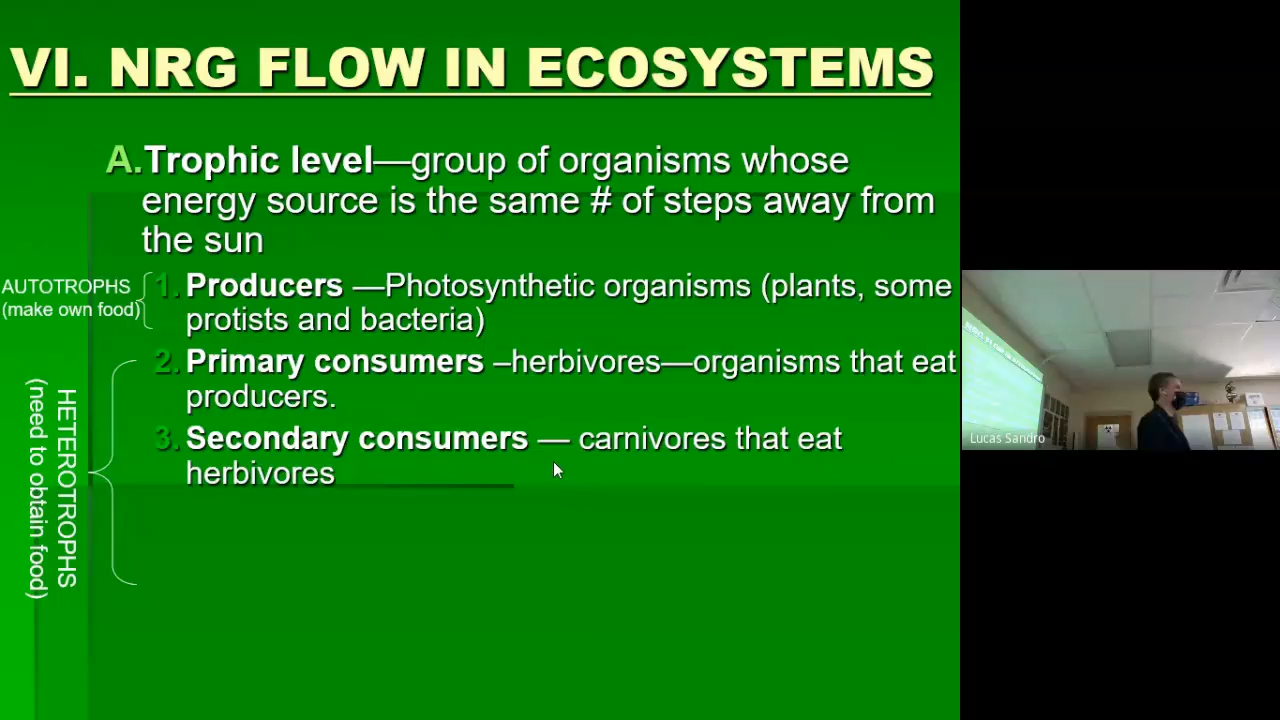 VI. NRG FLOW IN ECOSYSTEMS
A. Trophic level—group of organisms whose
energy source is the same # of steps away from
the sun
AUTOTROPHS
(make own food)
1. Producers —Photosynthetic organisms (plants, some
protists and bacteria)
2. Primary consumers –herbivores—organisms that eat
producers.
3. Secondary consumers — carnivores that eat
herbivores
HETEROTROPHS
(need to obtain food)
Lucas Sandro